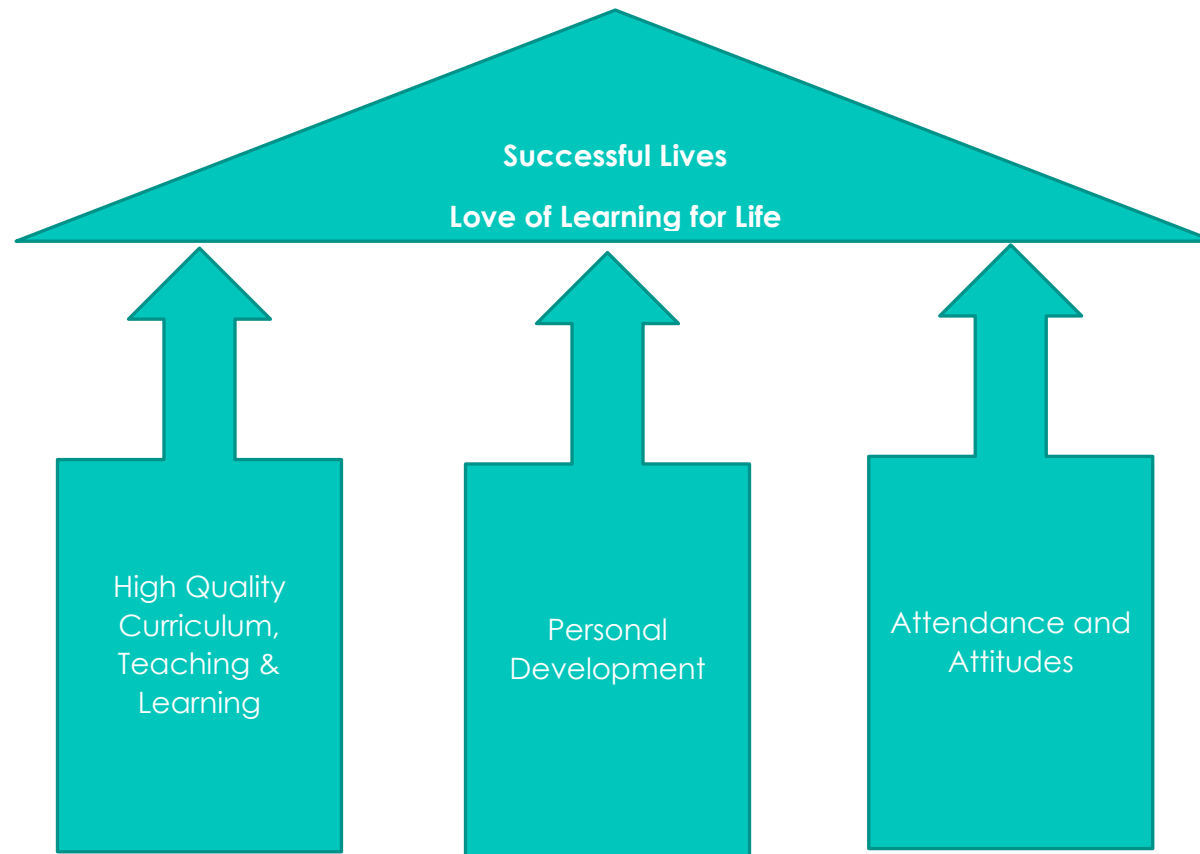 Successful Lives
Love of Learning for Life
High Quality
Curriculum,
Teaching &
Learning
Personal
Development
Attendance and
Attitudes